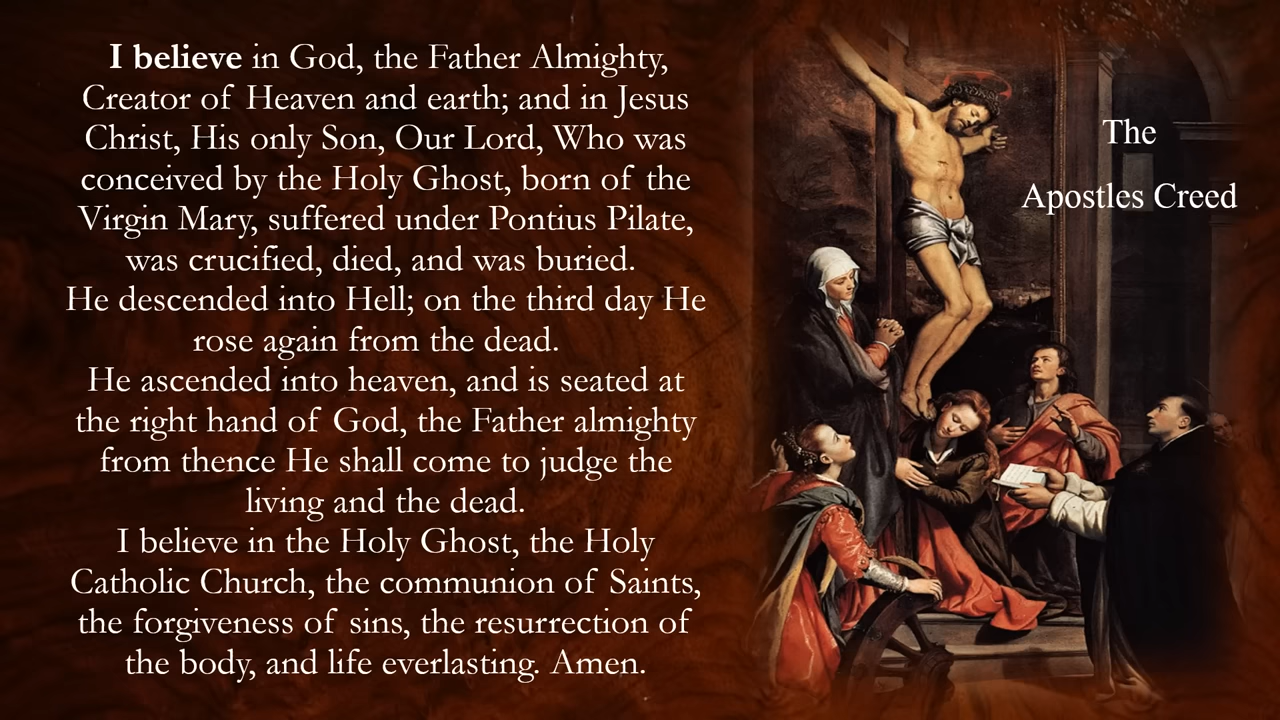 I believe in God, the Father Almighty,
Creator of Heaven and earth; and in Jesus
Christ, His only Son, Our Lord, Who was
conceived by the Holy Ghost, born of the
Virgin Mary, suffered under Pontius Pilate,
was crucified, died, and was buried.
He descended into Hell; on the third day He
rose again from the dead.
He ascended into heaven, and is seated at
the right hand of God, the Father almighty
from thence He shall come to judge the
living and the dead.
I believe in the Holy Ghost, the Holy
Catholic Church, the communion of Saints,
the forgiveness of sins, the resurrection of
the body, and life everlasting. Amen.
The
Apostles Creed